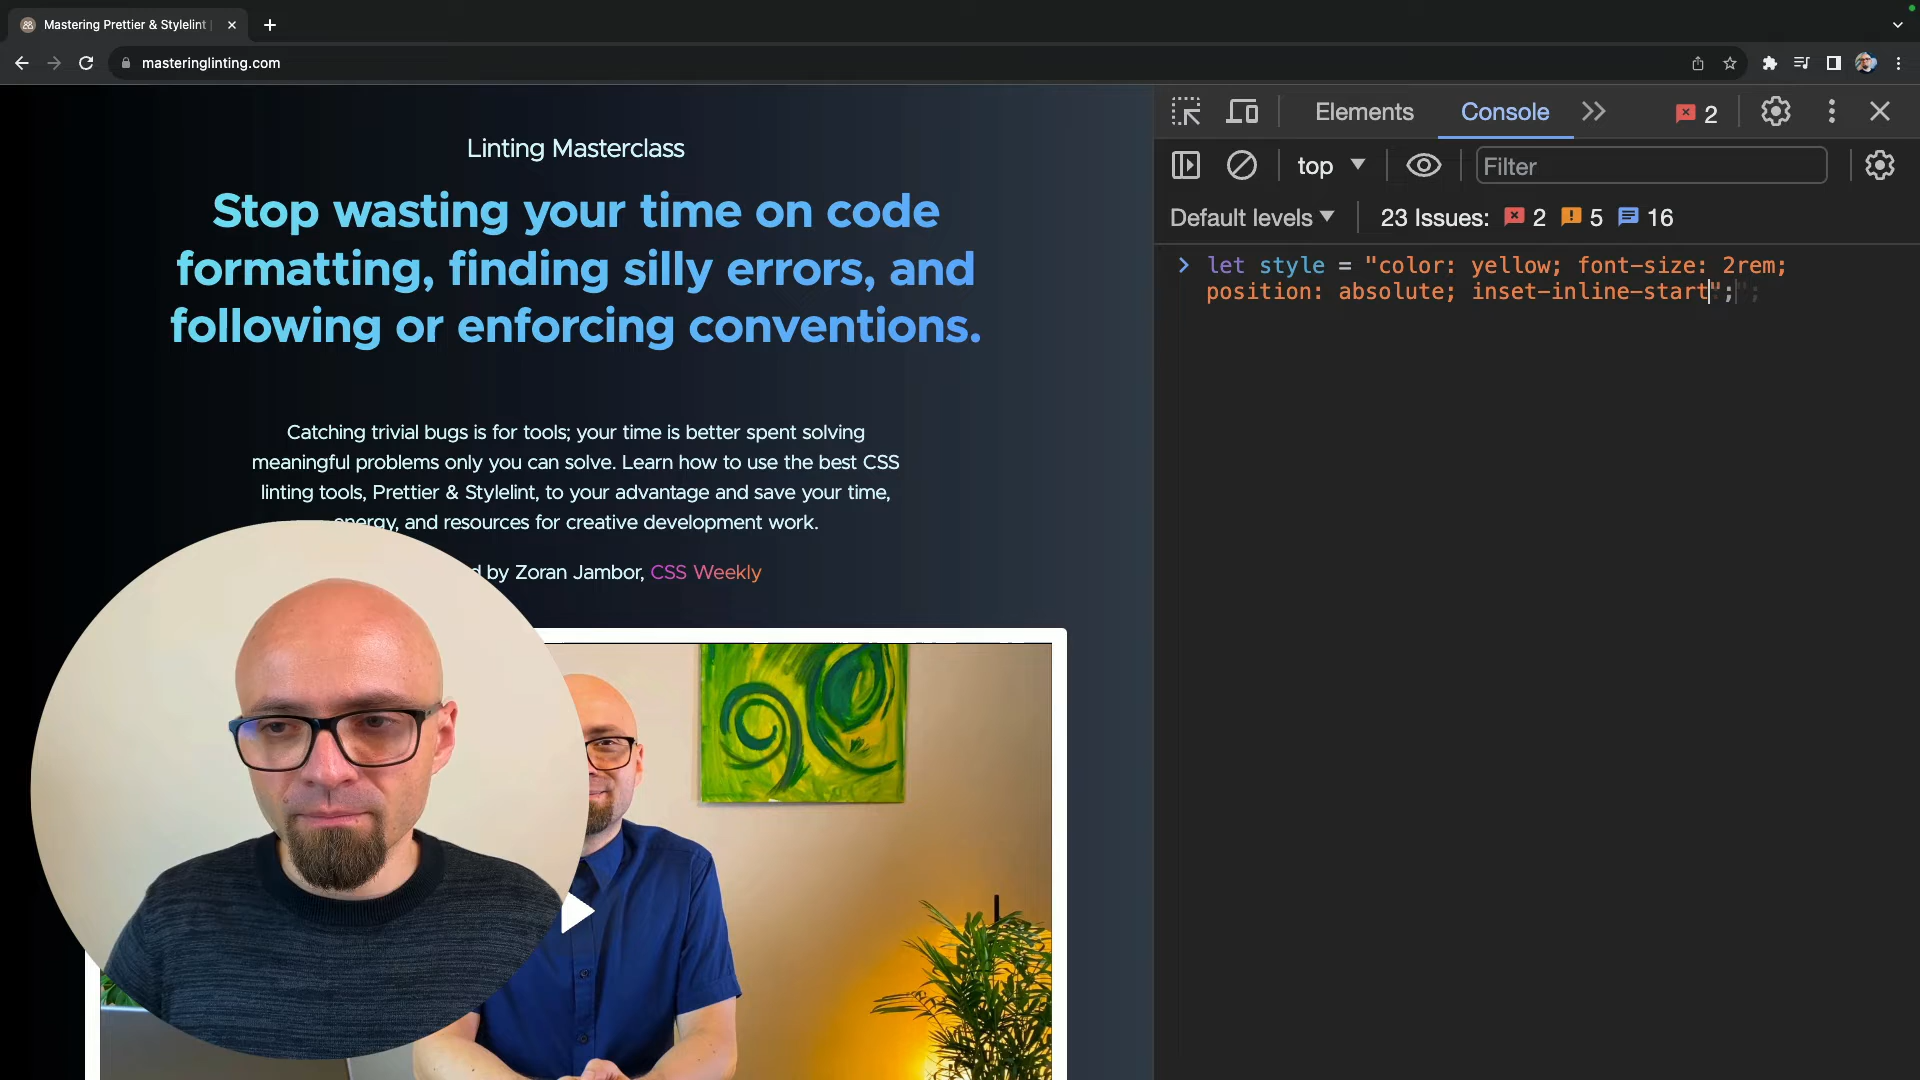 Mastering Prettier & Stylelint |
masteringlinting.com
Linting Masterclass
Stop wasting your time on code
formatting, finding silly errors, and
following or enforcing conventions.
Catching trivial bugs is for tools; your time is better spent solving
meaningful problems only you can solve. Learn how to use the best CSS
linting tools, Prettier & Stylelint, to your advantage and save your time,
energy, and resources for creative development work.
by Zoran Jambor, CSS Weekly
Elements
Console
2
top
Filter
Default levels
23 Issues: 2 5 16
let style = "color: yellow; font-size: 2rem;
position: absolute; inset-inline-start";";